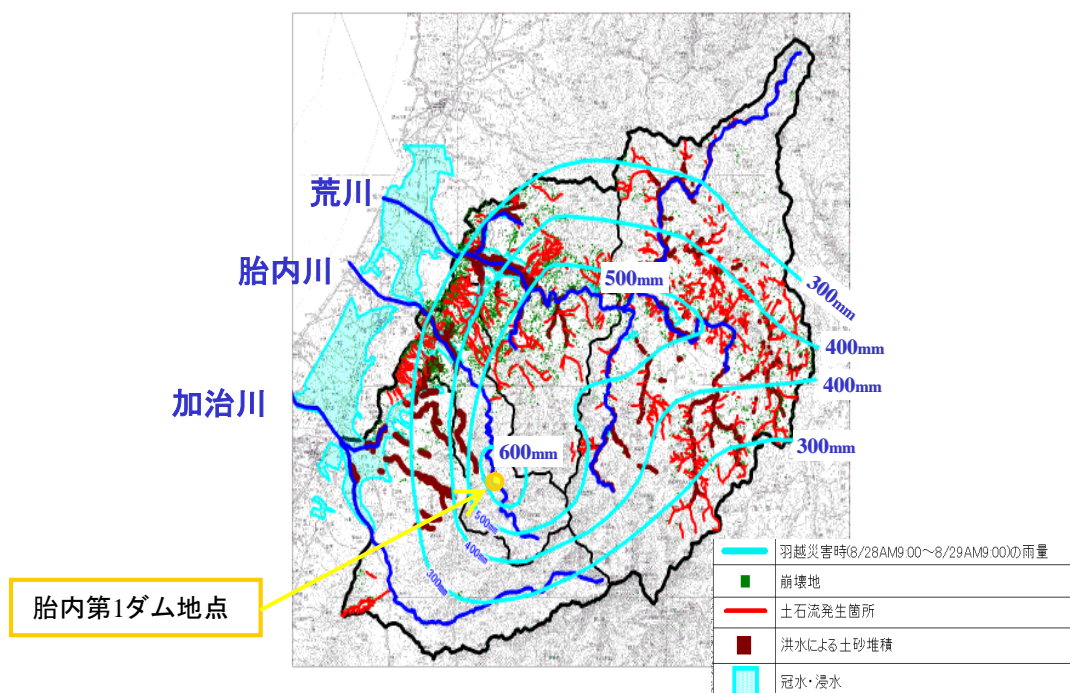 荒川
胎内川
加治川
500mm
300mm
400mm
400mm
300mm
600mm
500mm
400mm
300mm
胎内第1ダム地点
羽越災害時(8/28AM9:00～8/29AM9:00)の雨量
崩壊地
土石流発生箇所
洪水による土砂堆積
冠水・浸水